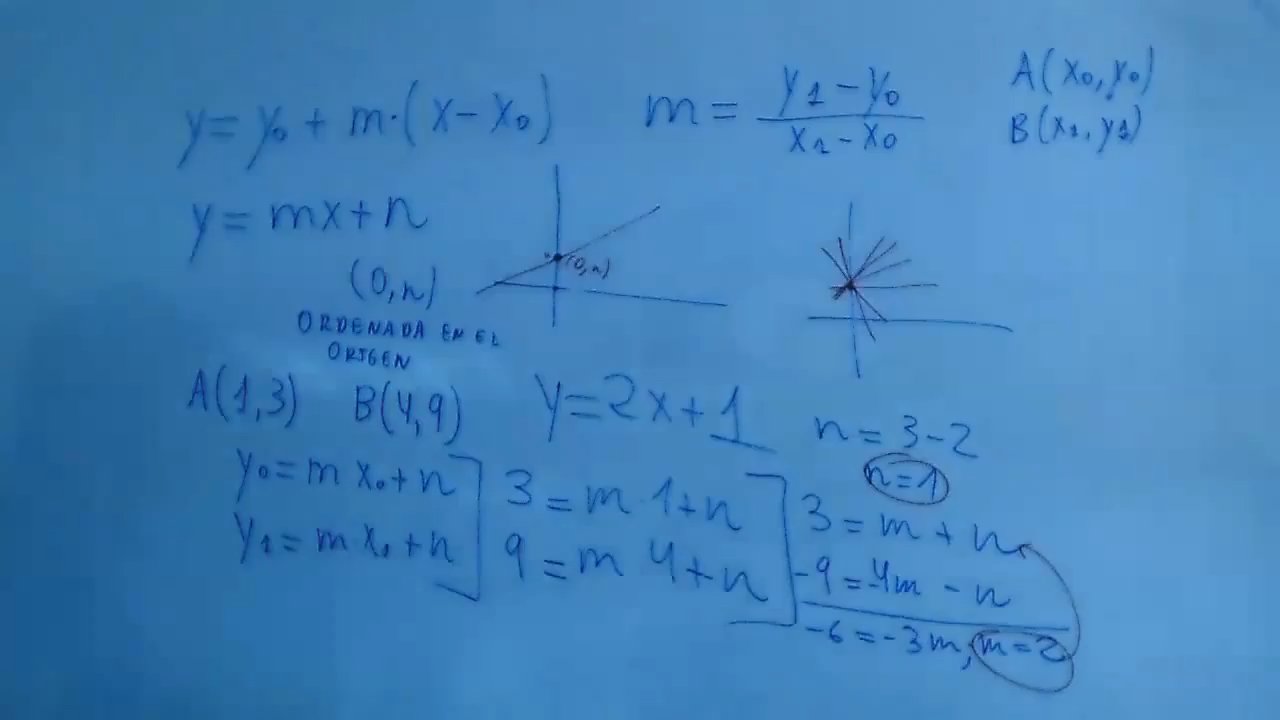 y = y₀ + m·(x − x₀)
m = (y₁ − y₀)/(x₁ − x₀)
A(x₀, y₀)
B(x₁, y₁)
y = mx + n
(0,n)
(0,n)
ORDENADA EN EL
ORIGEN
A(1,3) B(4,9)
y = 2x + 1
n = 3 − 2
n = 1
y₀ = m x₀ + n
y₁ = m x₁ + n
3 = m 1 + n
9 = m 4 + n
3 = m + n
-9 = -4m − n
-6 = -3m; m = 2